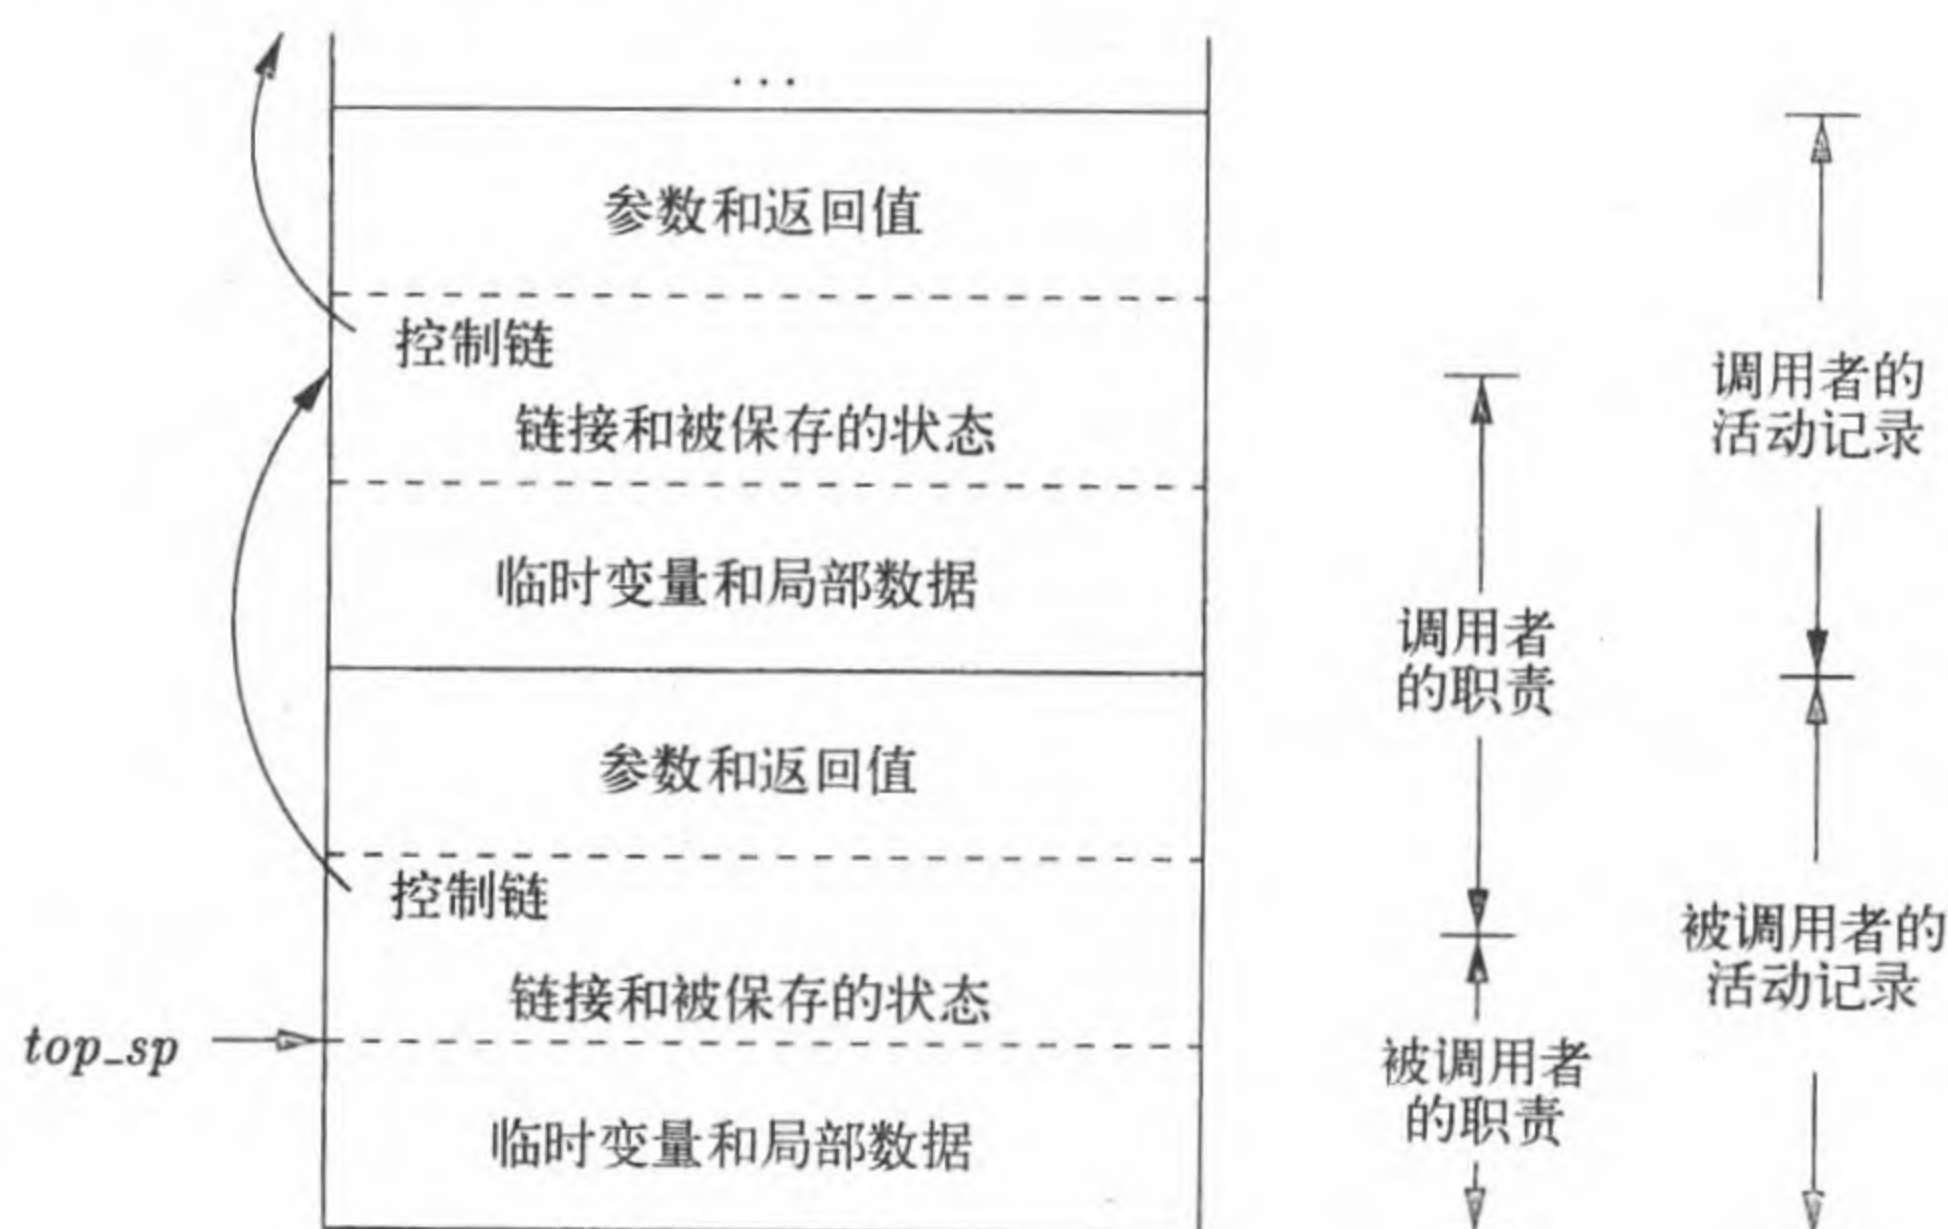 ...
参数和返回值
控制链
链接和被保存的状态
临时变量和局部数据
参数和返回值
控制链
链接和被保存的状态
top_sp
临时变量和局部数据
调用者
的职责
被调用者
的职责
调用者的
活动记录
被调用者的
活动记录